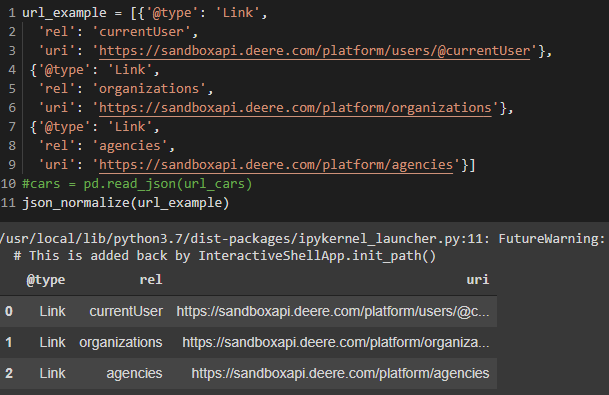 1 url_example = [{'@type': 'Link',
2 'rel': 'currentUser',
3 'uri': 'https://sandboxapi.deere.com/platform/users/@currentUser'},
4 {'@type': 'Link',
5 'rel': 'organizations',
6 'uri': 'https://sandboxapi.deere.com/platform/organizations'},
7 {'@type': 'Link',
8 'rel': 'agencies',
9 'uri': 'https://sandboxapi.deere.com/platform/agencies'}]
10 #cars = pd.read_json(url_cars)
11 json_normalize(url_example)
/usr/local/lib/python3.7/dist-packages/ipykernel_launcher.py:11: FutureWarning:
# This is added back by InteractiveShellApp.init_path()
@type rel uri
0 Link currentUser https://sandboxapi.deere.com/platform/users/@c...
1 Link organizations https://sandboxapi.deere.com/platform/organiza...
2 Link agencies https://sandboxapi.deere.com/platform/agencies